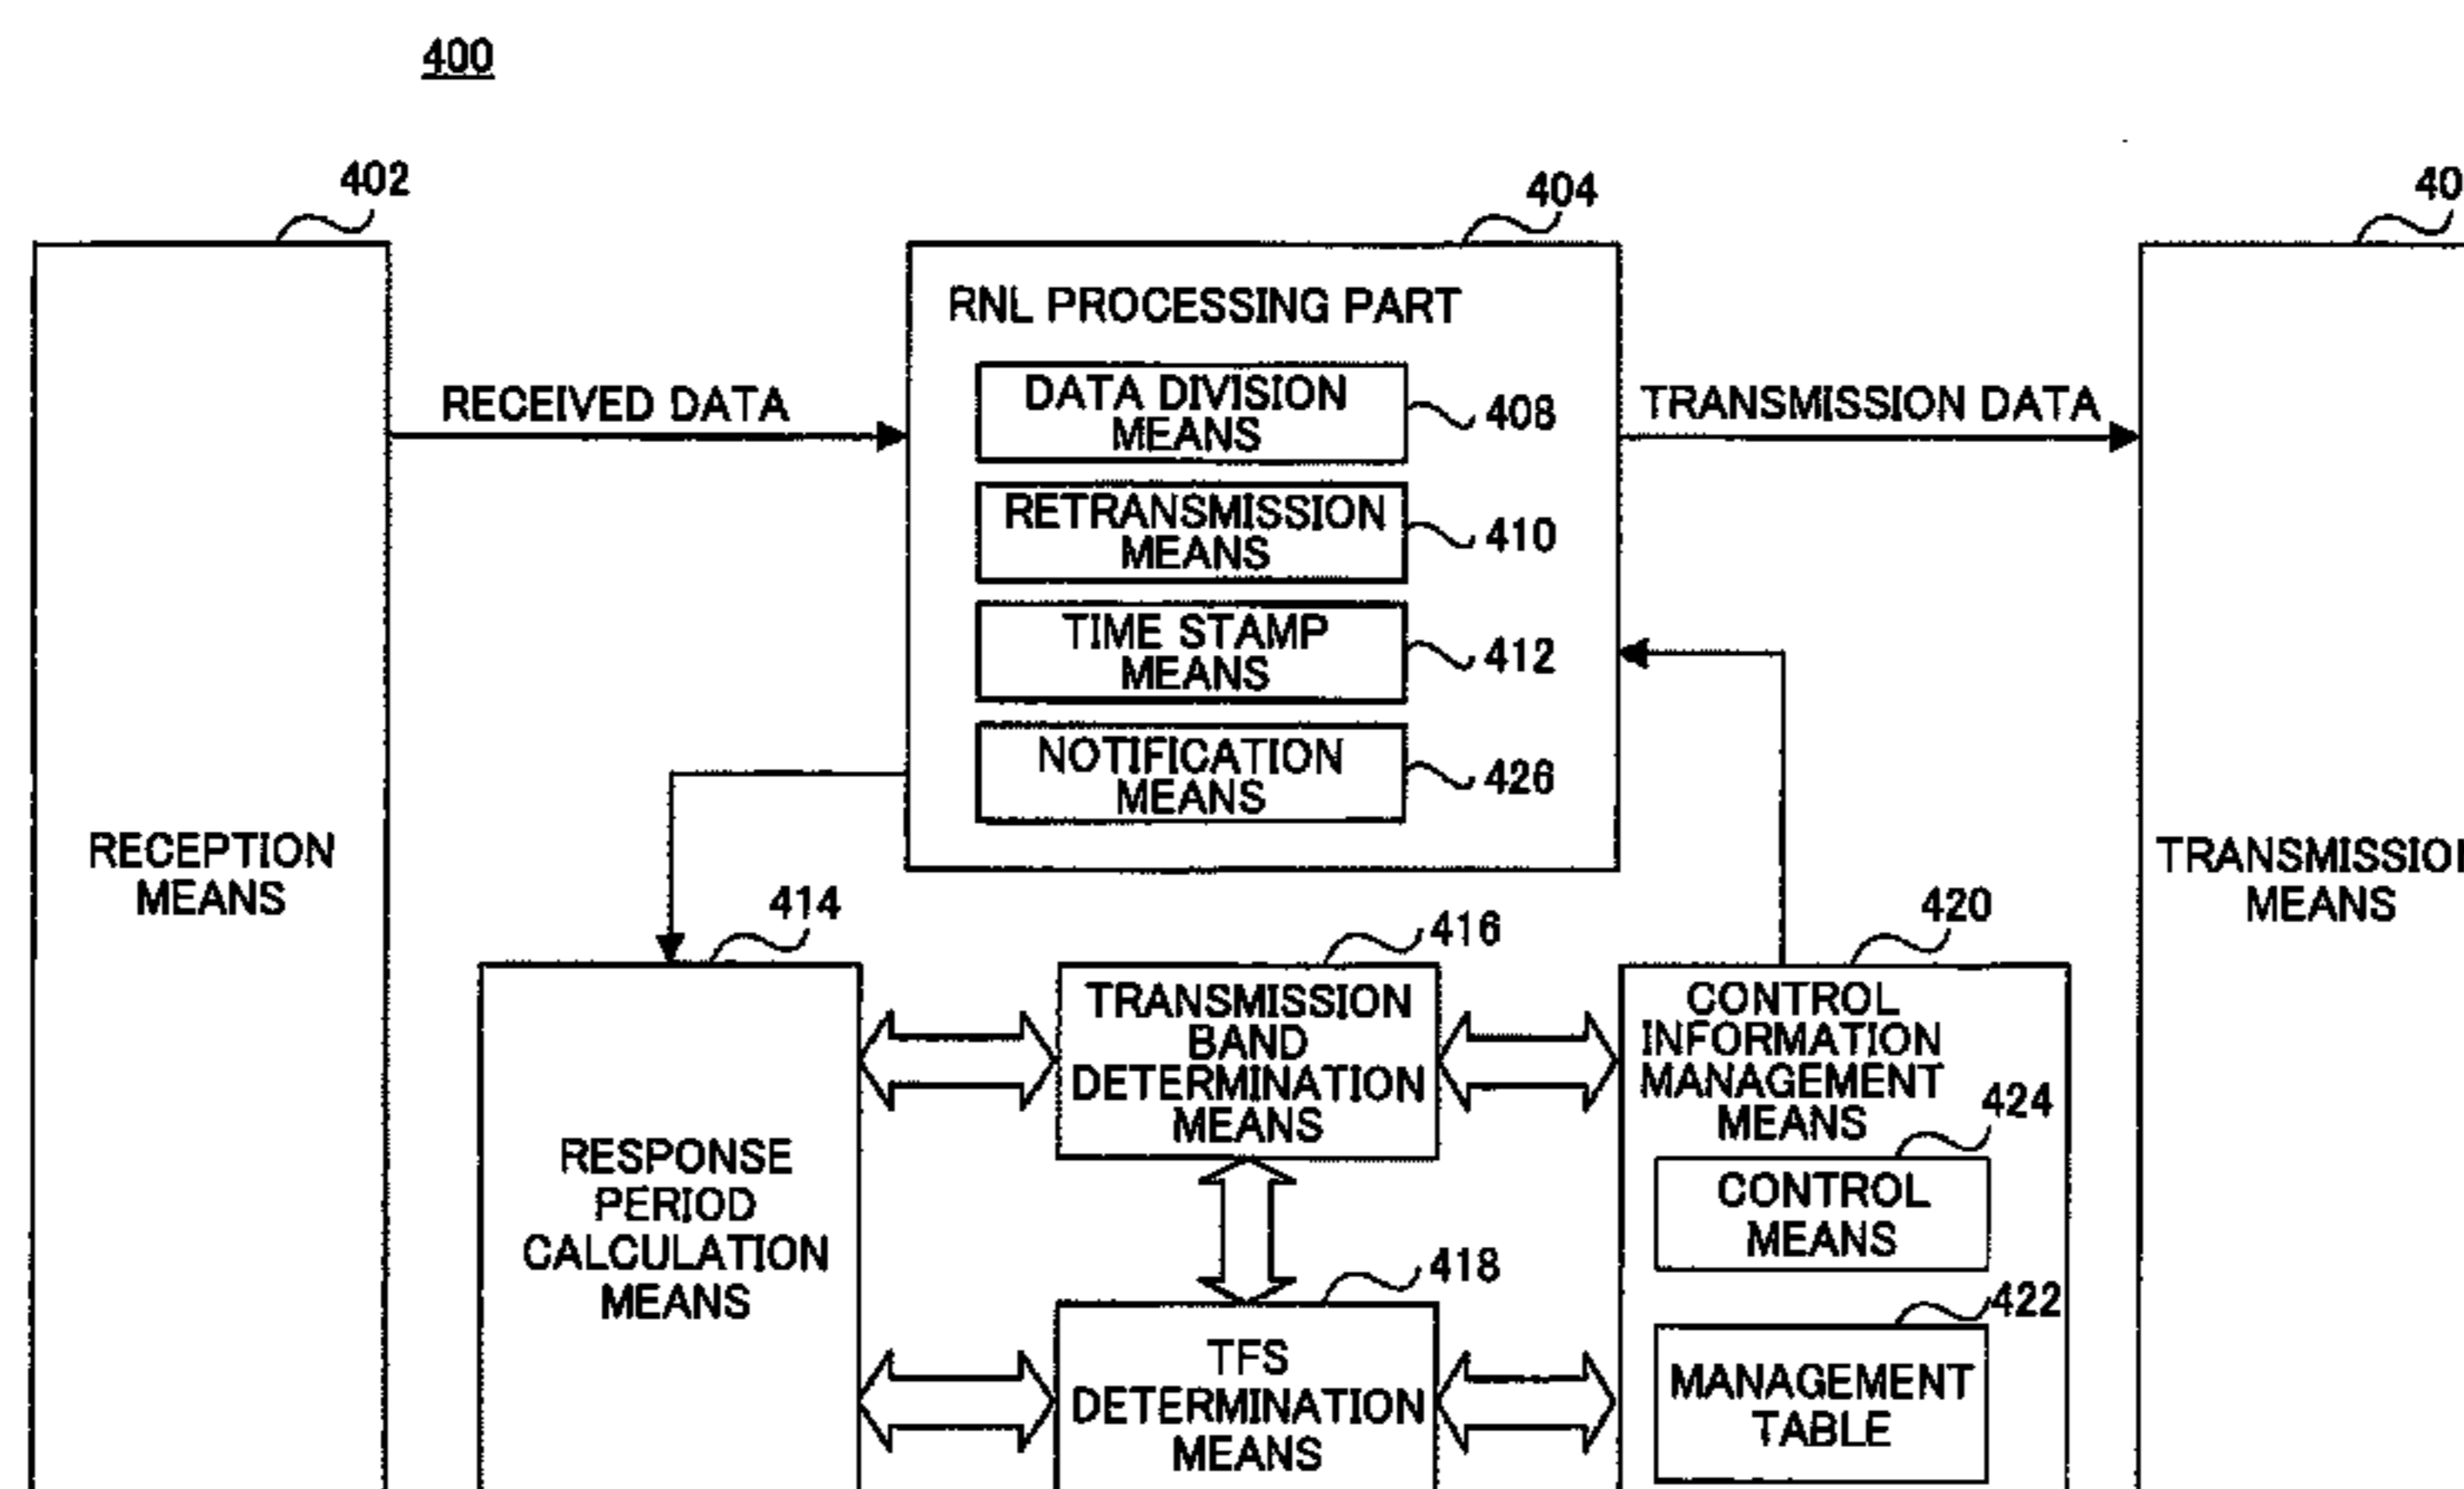 400
402
404
40
RNL PROCESSING PART
DATA DIVISION
MEANS
408
RECEIVED DATA
TRANSMISSION DATA
RETRANSMISSION
MEANS
410
TIME STAMP
MEANS
412
NOTIFICATION
MEANS
426
RECEPTION
MEANS
TRANSMISSION
MEANS
414
416
420
TRANSMISSION
BAND
DETERMINATION
MEANS
CONTROL
INFORMATION
MANAGEMENT
MEANS
424
RESPONSE
PERIOD
CALCULATION
MEANS
CONTROL
MEANS
418
422
TFS
DETERMINATION
MEANS
MANAGEMENT
TABLE